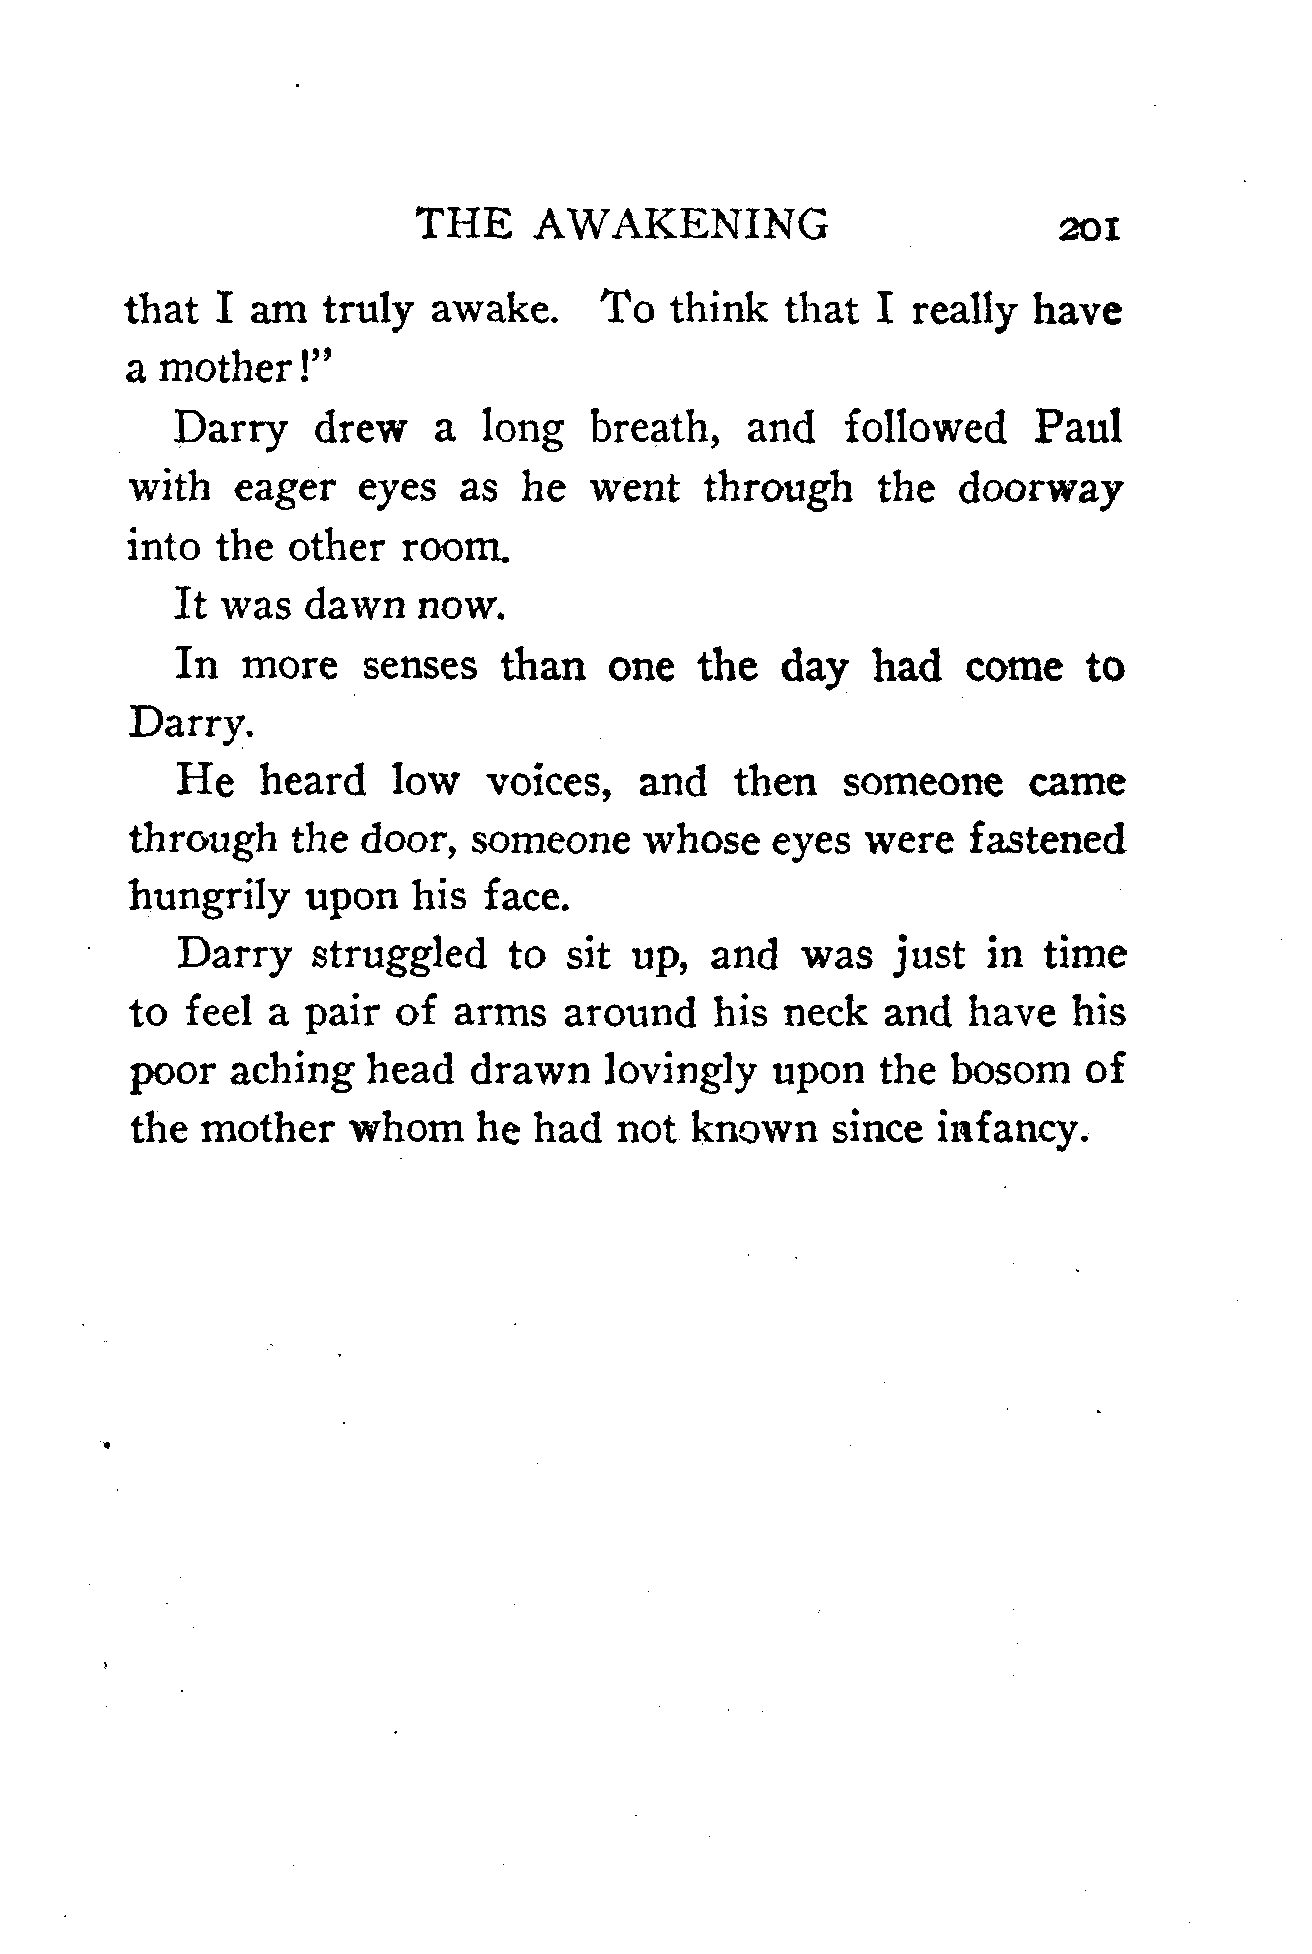 THE AWAKENING 201
that I am truly awake. To think that I really have
a mother!”
Darry drew a long breath, and followed Paul
with eager eyes as he went through the doorway
into the other room.
It was dawn now.
In more senses than one the day had come to
Darry.
He heard low voices, and then someone came
through the door, someone whose eyes were fastened
hungrily upon his face.
Darry struggled to sit up, and was just in time
to feel a pair of arms around his neck and have his
poor aching head drawn lovingly upon the bosom of
the mother whom he had not known since infancy.